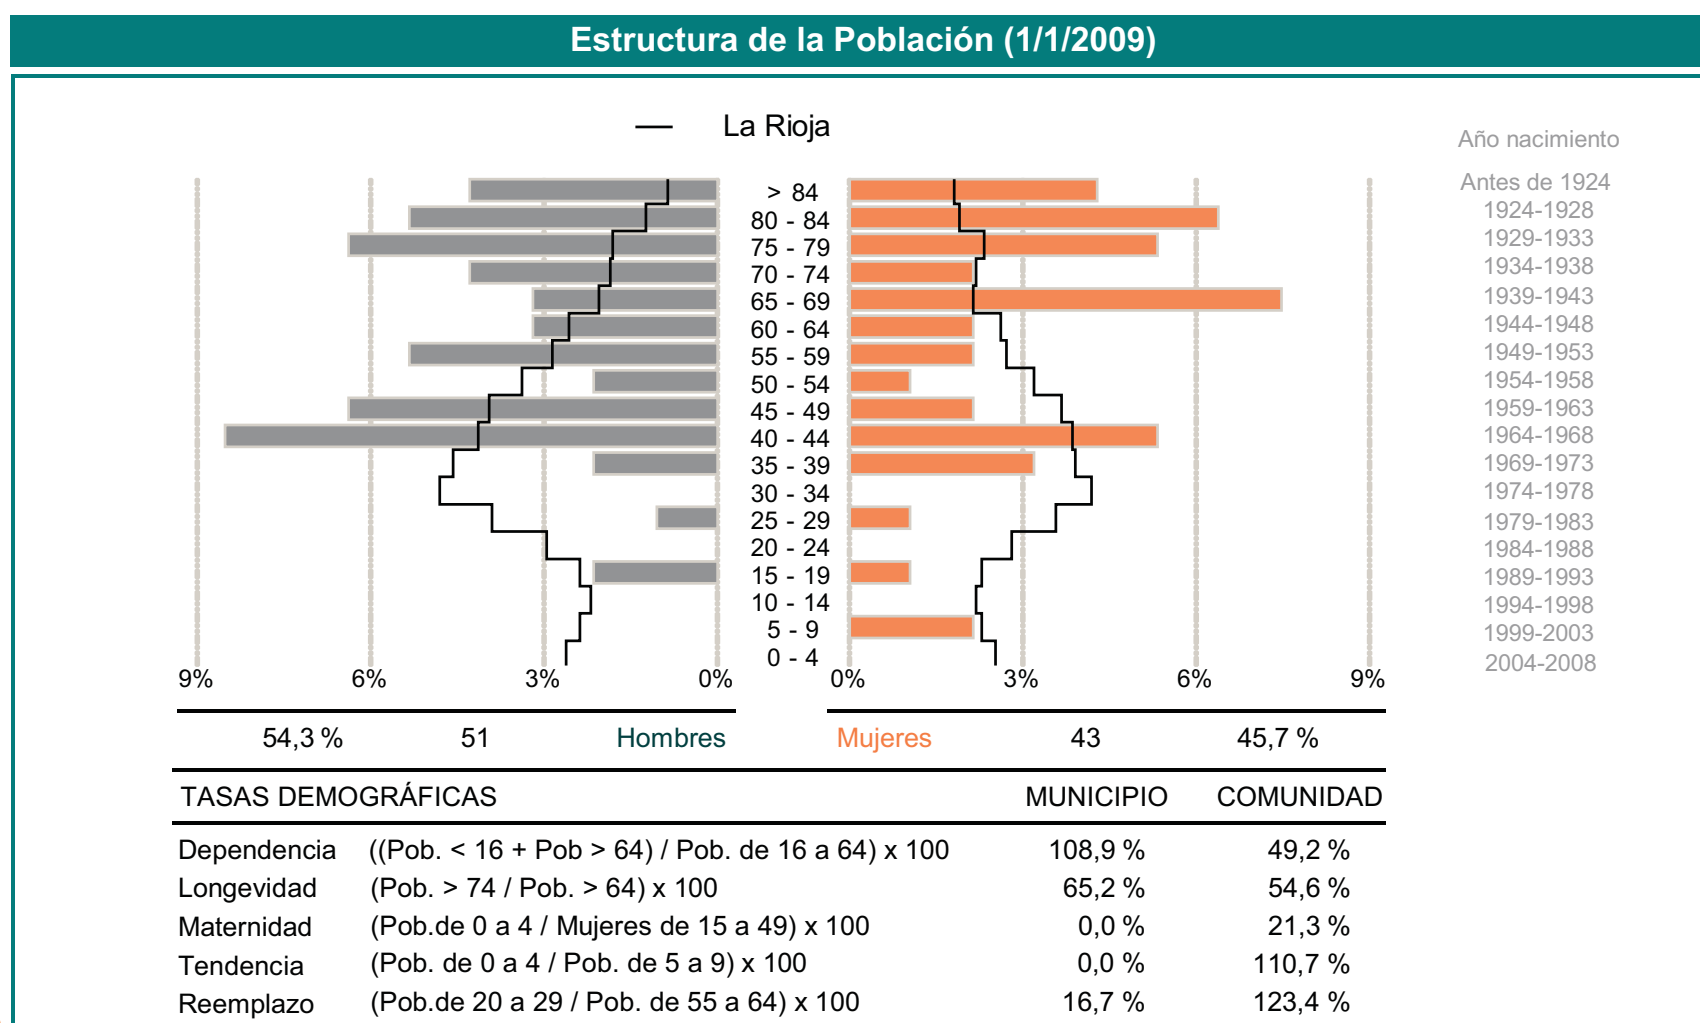 Estructura de la Población (1/1/2009)
La Rioja
Año nacimiento
> 84 Antes de 1924
80 - 84 1924-1928
75 - 79 1929-1933
70 - 74 1934-1938
65 - 69 1939-1943
60 - 64 1944-1948
55 - 59 1949-1953
50 - 54 1954-1958
45 - 49 1959-1963
40 - 44 1964-1968
35 - 39 1969-1973
30 - 34 1974-1978
25 - 29 1979-1983
20 - 24 1984-1988
15 - 19 1989-1993
10 - 14 1994-1998
5 - 9 1999-2003
0 - 4 2004-2008
9% 6% 3% 0% 0% 3% 6% 9%
54,3 % 51 Hombres Mujeres 43 45,7 %
TASAS DEMOGRÁFICAS MUNICIPIO COMUNIDAD
Dependencia ((Pob. < 16 + Pob > 64) / Pob. de 16 a 64) x 100 108,9 % 49,2 %
Longevidad (Pob. > 74 / Pob. > 64) x 100 65,2 % 54,6 %
Maternidad (Pob.de 0 a 4 / Mujeres de 15 a 49) x 100 0,0 % 21,3 %
Tendencia (Pob. de 0 a 4 / Pob. de 5 a 9) x 100 0,0 % 110,7 %
Reemplazo (Pob.de 20 a 29 / Pob. de 55 a 64) x 100 16,7 % 123,4 %